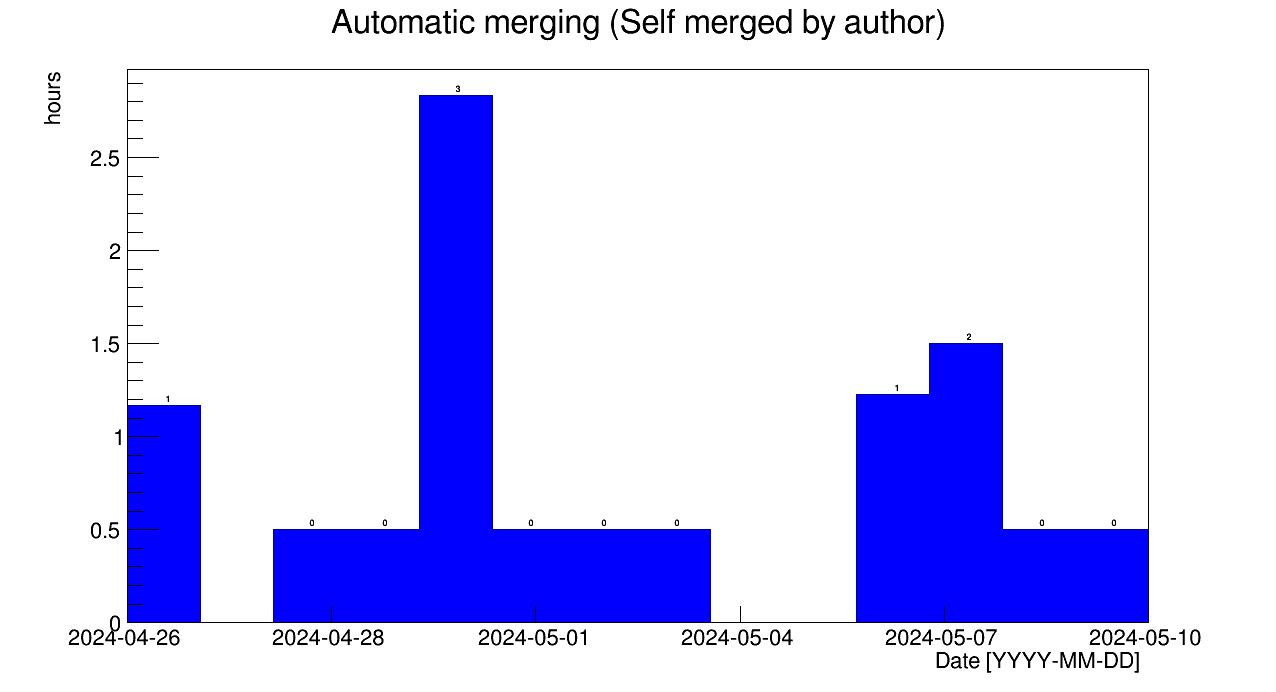 Automatic merging (Self merged by author)
hours
3
2.5
2
2
1.5
1
1
1
0 0 0 0 0 0 0
0.5
0
2024-04-26 2024-04-28 2024-05-01 2024-05-04 2024-05-07 2024-05-10
Date [YYYY-MM-DD]